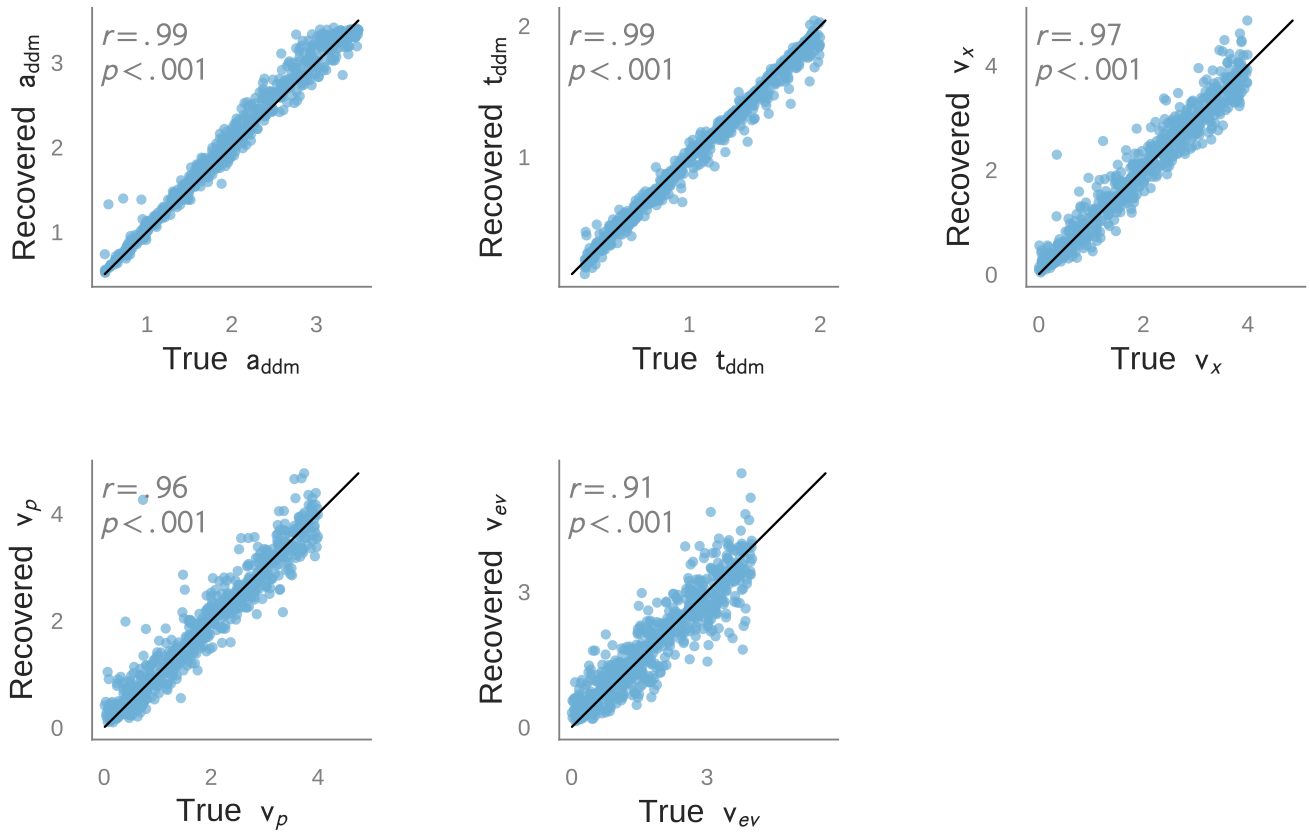 r=.99
p<.001
Recovered a_ddm
3
2
1
1 2 3
True a_ddm
r=.99
p<.001
Recovered t_ddm
2
1
1 2
True t_ddm
r=.97
p<.001
Recovered v_x
4
2
0
0 2 4
True v_x
r=.96
p<.001
Recovered v_p
4
2
0
0 2 4
True v_p
r=.91
p<.001
Recovered v_ev
3
0
0 3
True v_ev